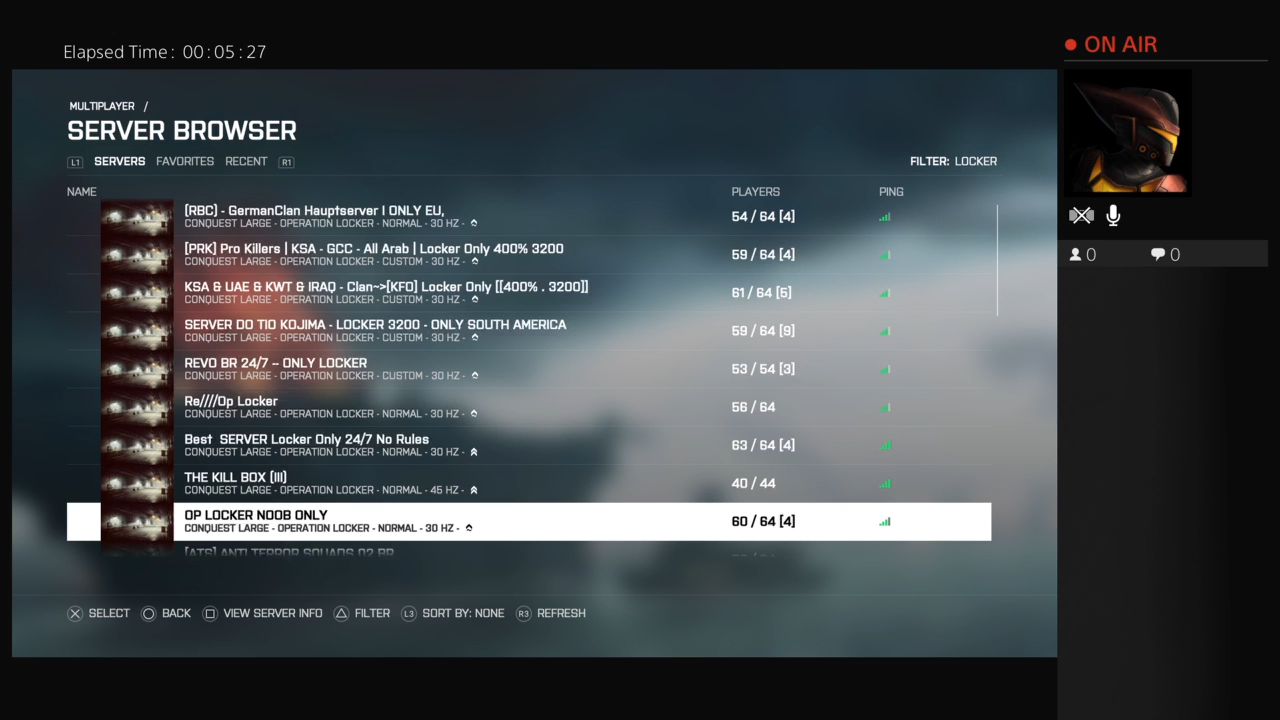 Elapsed Time: 00:05:27
ON AIR
MULTIPLAYER /
SERVER BROWSER
L1 SERVERS FAVORITES RECENT R1
FILTER: LOCKER
NAME PLAYERS PING
[RBC] - GermanClan Hauptserver I ONLY EU,
CONQUEST LARGE - OPERATION LOCKER - NORMAL - 30 HZ -
54 / 64 [4]
[PRK] Pro Killers | KSA - GCC - All Arab | Locker Only 400% 3200
CONQUEST LARGE - OPERATION LOCKER - CUSTOM - 30 HZ -
59 / 64 [4]
KSA & UAE & KWT & IRAQ - Clan~>[KFO] Locker Only [[400% . 3200]]
CONQUEST LARGE - OPERATION LOCKER - CUSTOM - 30 HZ -
61 / 64 [5]
SERVER DO TIO KOJIMA - LOCKER 3200 - ONLY SOUTH AMERICA
CONQUEST LARGE - OPERATION LOCKER - CUSTOM - 30 HZ -
59 / 64 [9]
REVO BR 24/7 - ONLY LOCKER
CONQUEST LARGE - OPERATION LOCKER - CUSTOM - 30 HZ -
53 / 54 [3]
Re////Op Locker
CONQUEST LARGE - OPERATION LOCKER - NORMAL - 30 HZ -
56 / 64
Best SERVER Locker Only 24/7 No Rules
CONQUEST LARGE - OPERATION LOCKER - NORMAL - 30 HZ -
63 / 64 [4]
THE KILL BOX [III]
CONQUEST LARGE - OPERATION LOCKER - NORMAL - 45 HZ -
40 / 44
OP LOCKER NOOB ONLY
CONQUEST LARGE - OPERATION LOCKER - NORMAL - 30 HZ -
60 / 64 [4]
[ATS] ANTI TERROR SQUADS 02 BR
SELECT BACK VIEW SERVER INFO FILTER L3 SORT BY: NONE R3 REFRESH
0 0